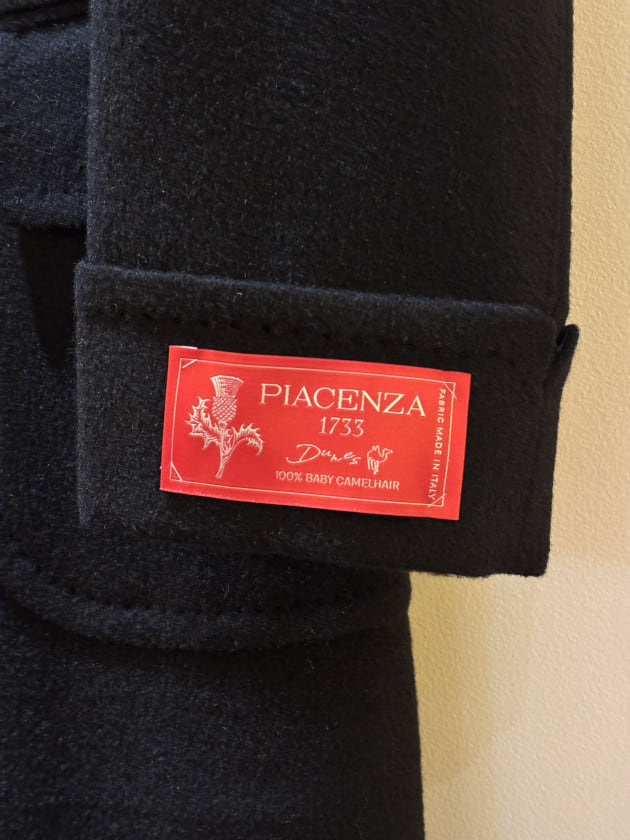 PIACENZA
1733
Dunes
100% BABY CAMELHAIR
FABRIC MADE IN ITALY